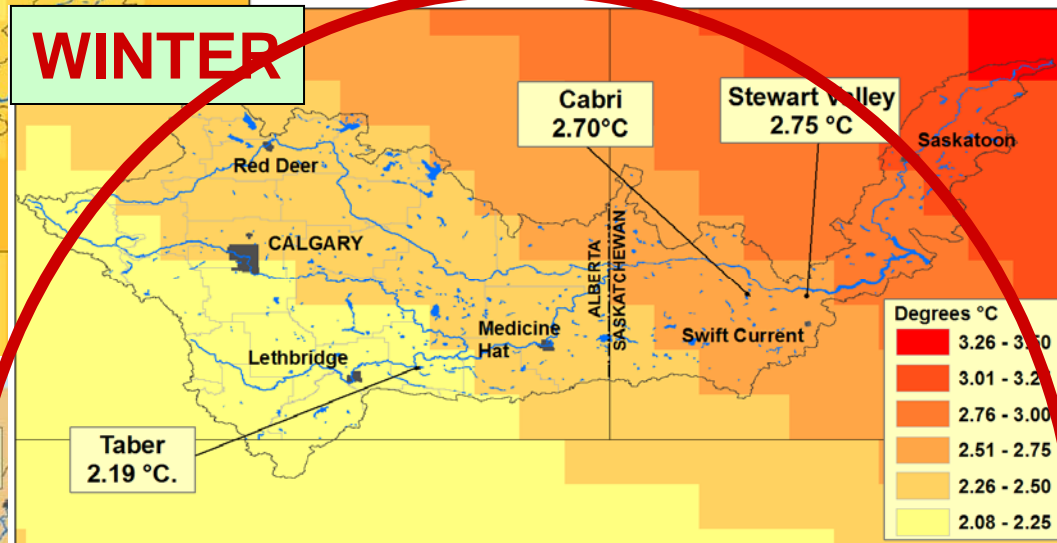 WINTER
Cabri
2.70°C
Stewart Valley
2.75 °C
Saskatoon
Red Deer
CALGARY
ALBERTA
SASKATCHEWAN
Medicine
Hat
Swift Current
Lethbridge
Taber
2.19 °C.
Degrees °C
3.26 - 3.50
3.01 - 3.2
2.76 - 3.00
2.51 - 2.75
2.26 - 2.50
2.08 - 2.25